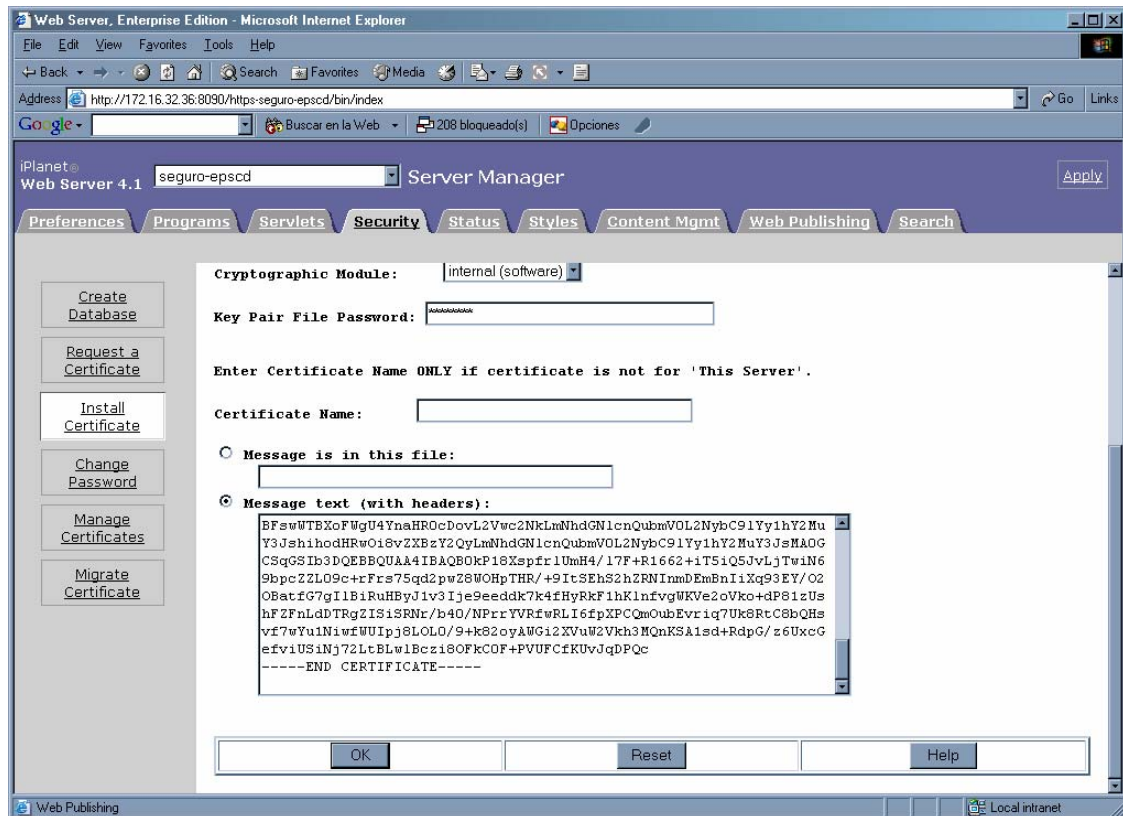 Web Server, Enterprise Edition - Microsoft Internet Explorer
File Edit View Favorites Tools Help
Back Search Favorites Media
Address http://172.16.32.36:8090/https-seguro-epscd/bin/index Go Links
Google Buscar en la Web 208 bloqueado(s) Opciones
iPlanet
Web Server 4.1 seguro-epscd Server Manager Apply
Preferences Programs Servlets Security Status Styles Content Mgmt Web Publishing Search
Create
Database
Request a
Certificate
Install
Certificate
Change
Password
Manage
Certificates
Migrate
Certificate
Cryptographic Module: internal (software)
Key Pair File Password: ********
Enter Certificate Name ONLY if certificate is not for 'This Server'.
Certificate Name:
Message is in this file:
Message text (with headers):
BFswWTBXoFWgU4YnaHR0cDovL2Vwc2NkLmNhdGNlcnQubmV0L2NybC9lYy1hY2Mu
Y3JshihodHRwOi8vZXBzY2QyLmNhdGNlcnQubmV0L2NybC9lYy1hY2MuY3JsMA0G
CSqGSIb3DQEBBQUAA4IBAQB0kP18Xspfr1UmH4/17F+R1662+iT5iQ5JvLjTwiN6
9bpcZZL09c+rFrs75qd2pwZ8WOHpTHR/+9ItSEhS2hZRNInmDEmBnIiXq93EY/O2
OBatfG7gIlBiRuHByJ1v3Ije9eeddk7k4fHyRkF1hKlnfvgWKVe2oVko+dP81zUs
hFZFnLdDTRgZISiSRNr/b40/NPrrYVRfwRLI6fpXPCQmOubEvriq7Uk8RtC8bQHs
vf7wYu1NiwfWUIpj8LOL0/9+k82oyAWGi2XVuW2Vkh3MQnKSA1sd+RdpG/z6UxcG
efviUSiNj72LtBLwlBczi8OFkC0F+PVUFCfKUvJqDPQc
-----END CERTIFICATE-----
OK Reset Help
Web Publishing Local intranet